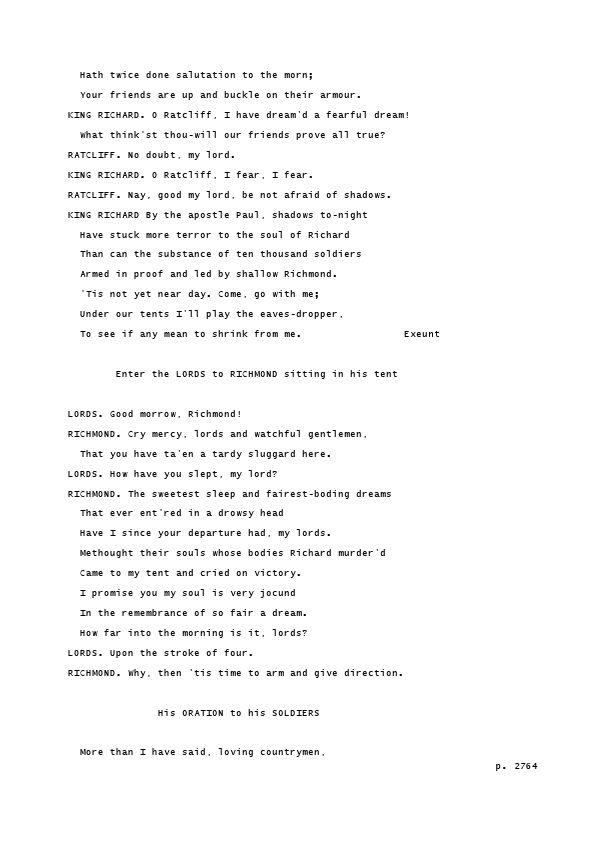 Hath twice done salutation to the morn;
Your friends are up and buckle on their armour.
KING RICHARD. O Ratcliff, I have dream'd a fearful dream!
What think'st thou-will our friends prove all true?
RATCLIFF. No doubt, my lord.
KING RICHARD. O Ratcliff, I fear, I fear.
RATCLIFF. Nay, good my lord, be not afraid of shadows.
KING RICHARD By the apostle Paul, shadows to-night
Have stuck more terror to the soul of Richard
Than can the substance of ten thousand soldiers
Armed in proof and led by shallow Richmond.
'Tis not yet near day. Come, go with me;
Under our tents I'll play the eaves-dropper,
To see if any mean to shrink from me. Exeunt
Enter the LORDS to RICHMOND sitting in his tent
LORDS. Good morrow, Richmond!
RICHMOND. Cry mercy, lords and watchful gentlemen,
That you have ta'en a tardy sluggard here.
LORDS. How have you slept, my lord?
RICHMOND. The sweetest sleep and fairest-boding dreams
That ever ent'red in a drowsy head
Have I since your departure had, my lords.
Methought their souls whose bodies Richard murder'd
Came to my tent and cried on victory.
I promise you my soul is very jocund
In the remembrance of so fair a dream.
How far into the morning is it, lords?
LORDS. Upon the stroke of four.
RICHMOND. Why, then 'tis time to arm and give direction.
His ORATION to his SOLDIERS
More than I have said, loving countrymen,
p. 2764